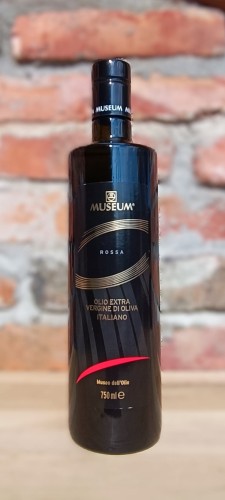 MUSEUM
MUSEUM®
ROSSA
OLIO EXTRA
VERGINE DI OLIVA
ITALIANO
Museo dell'Olio
750 ml ℮